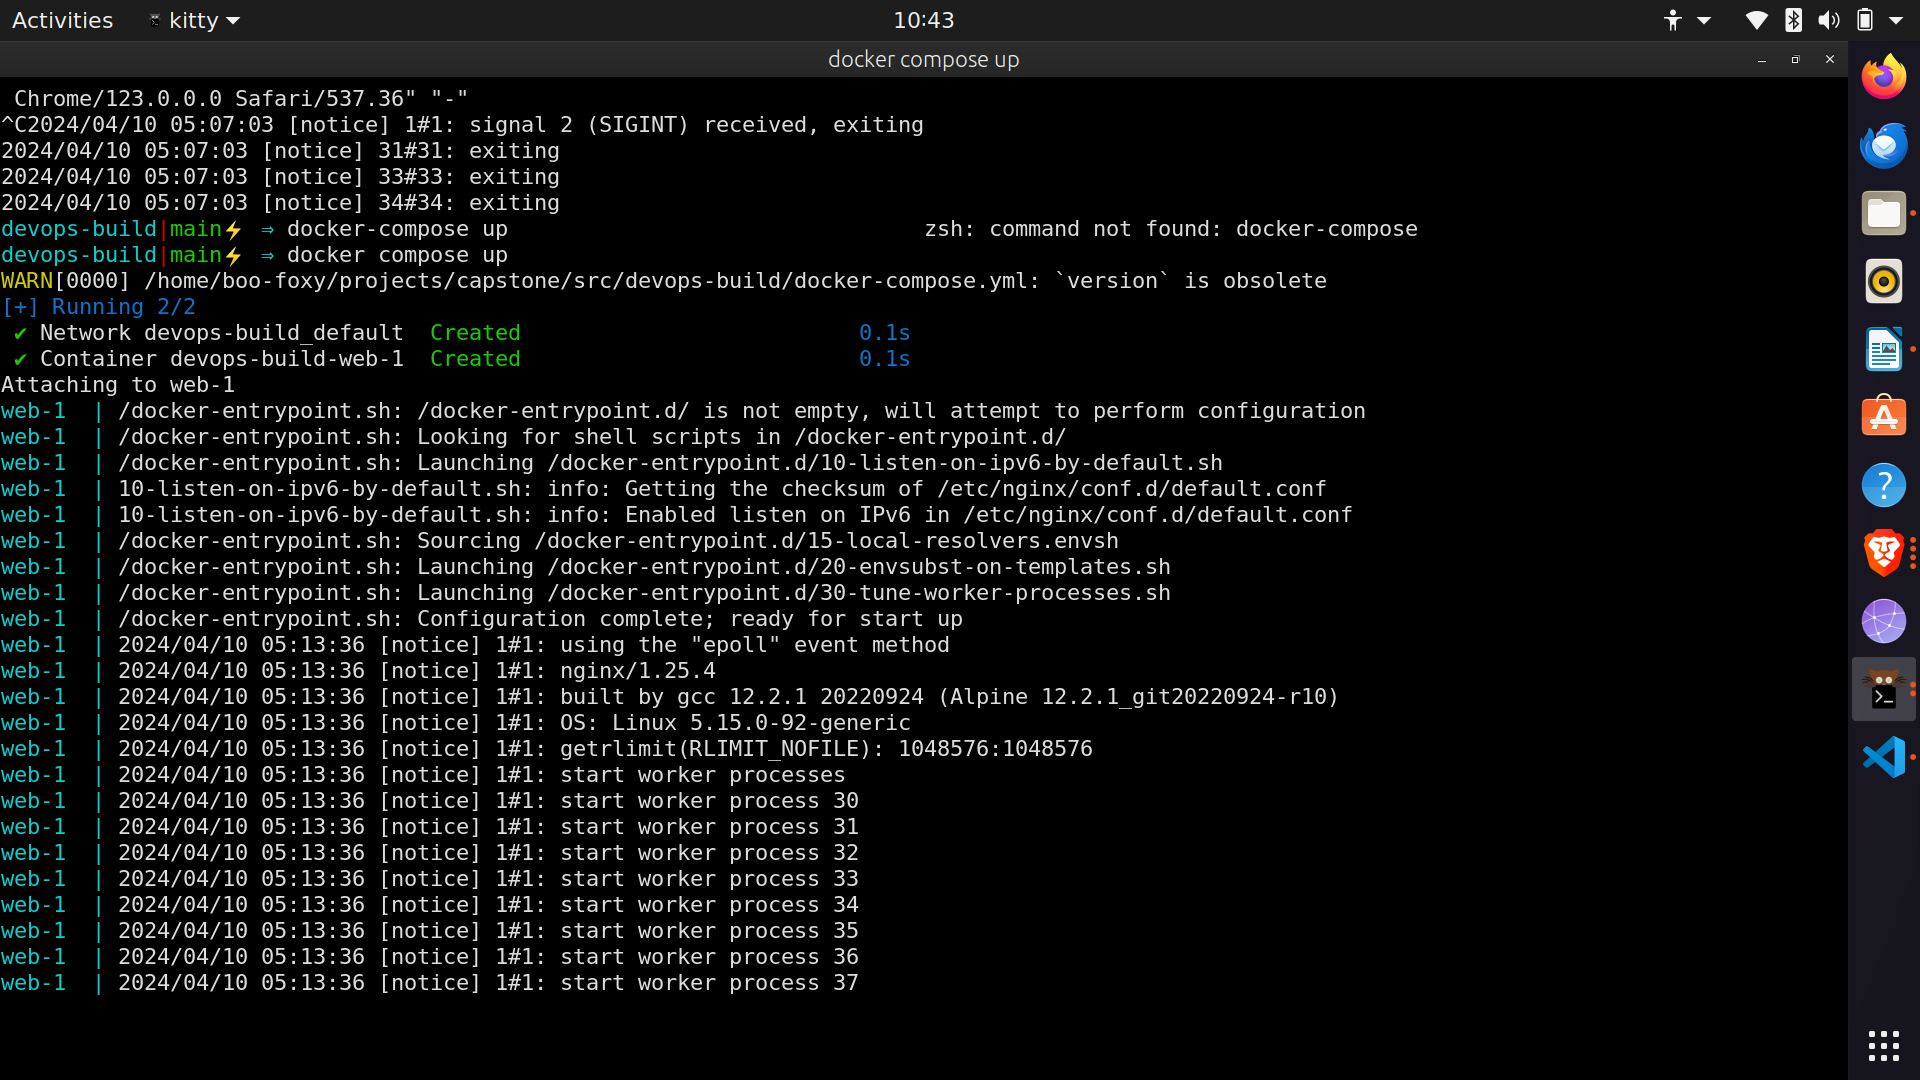 Activities kitty 10:43
docker compose up
Chrome/123.0.0.0 Safari/537.36" "-"
^C2024/04/10 05:07:03 [notice] 1#1: signal 2 (SIGINT) received, exiting
2024/04/10 05:07:03 [notice] 31#31: exiting
2024/04/10 05:07:03 [notice] 33#33: exiting
2024/04/10 05:07:03 [notice] 34#34: exiting
devops-build|main⚡ ⇒ docker-compose up zsh: command not found: docker-compose
devops-build|main⚡ ⇒ docker compose up
WARN[0000] /home/boo-foxy/projects/capstone/src/devops-build/docker-compose.yml: `version` is obsolete
[+] Running 2/2
✔ Network devops-build_default Created 0.1s
✔ Container devops-build-web-1 Created 0.1s
Attaching to web-1
web-1 | /docker-entrypoint.sh: /docker-entrypoint.d/ is not empty, will attempt to perform configuration
web-1 | /docker-entrypoint.sh: Looking for shell scripts in /docker-entrypoint.d/
web-1 | /docker-entrypoint.sh: Launching /docker-entrypoint.d/10-listen-on-ipv6-by-default.sh
web-1 | 10-listen-on-ipv6-by-default.sh: info: Getting the checksum of /etc/nginx/conf.d/default.conf
web-1 | 10-listen-on-ipv6-by-default.sh: info: Enabled listen on IPv6 in /etc/nginx/conf.d/default.conf
web-1 | /docker-entrypoint.sh: Sourcing /docker-entrypoint.d/15-local-resolvers.envsh
web-1 | /docker-entrypoint.sh: Launching /docker-entrypoint.d/20-envsubst-on-templates.sh
web-1 | /docker-entrypoint.sh: Launching /docker-entrypoint.d/30-tune-worker-processes.sh
web-1 | /docker-entrypoint.sh: Configuration complete; ready for start up
web-1 | 2024/04/10 05:13:36 [notice] 1#1: using the "epoll" event method
web-1 | 2024/04/10 05:13:36 [notice] 1#1: nginx/1.25.4
web-1 | 2024/04/10 05:13:36 [notice] 1#1: built by gcc 12.2.1 20220924 (Alpine 12.2.1_git20220924-r10)
web-1 | 2024/04/10 05:13:36 [notice] 1#1: OS: Linux 5.15.0-92-generic
web-1 | 2024/04/10 05:13:36 [notice] 1#1: getrlimit(RLIMIT_NOFILE): 1048576:1048576
web-1 | 2024/04/10 05:13:36 [notice] 1#1: start worker processes
web-1 | 2024/04/10 05:13:36 [notice] 1#1: start worker process 30
web-1 | 2024/04/10 05:13:36 [notice] 1#1: start worker process 31
web-1 | 2024/04/10 05:13:36 [notice] 1#1: start worker process 32
web-1 | 2024/04/10 05:13:36 [notice] 1#1: start worker process 33
web-1 | 2024/04/10 05:13:36 [notice] 1#1: start worker process 34
web-1 | 2024/04/10 05:13:36 [notice] 1#1: start worker process 35
web-1 | 2024/04/10 05:13:36 [notice] 1#1: start worker process 36
web-1 | 2024/04/10 05:13:36 [notice] 1#1: start worker process 37